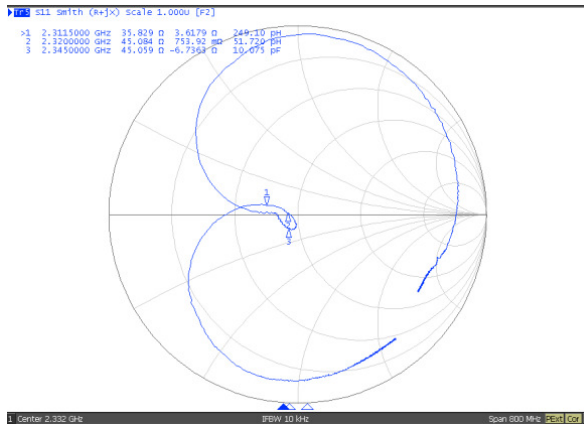 Tr3 S11 Smith (R+jX) Scale 1.000U [F2]
>1 2.3115000 GHz 35.829 Ω 3.6179 Ω 249.10 pH
2 2.3200000 GHz 45.084 Ω 753.92 mΩ 51.720 pH
3 2.3450000 GHz 45.059 Ω -6.7363 Ω 10.075 pF
1
3
1 Center 2.332 GHz IFBW 10 kHz Span 800 MHz PExt Cor